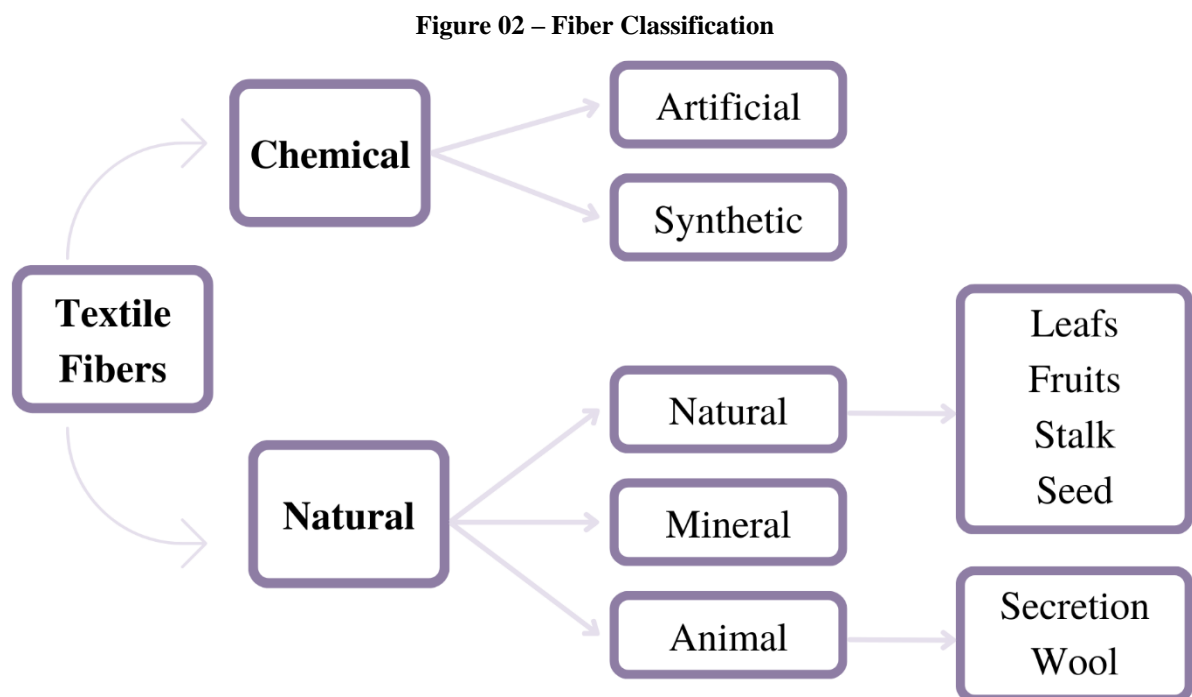 Figure 02 – Fiber Classification
Chemical
Artificial
Synthetic
Textile
Fibers
Natural
Natural
Mineral
Animal
Leafs
Fruits
Stalk
Seed
Secretion
Wool